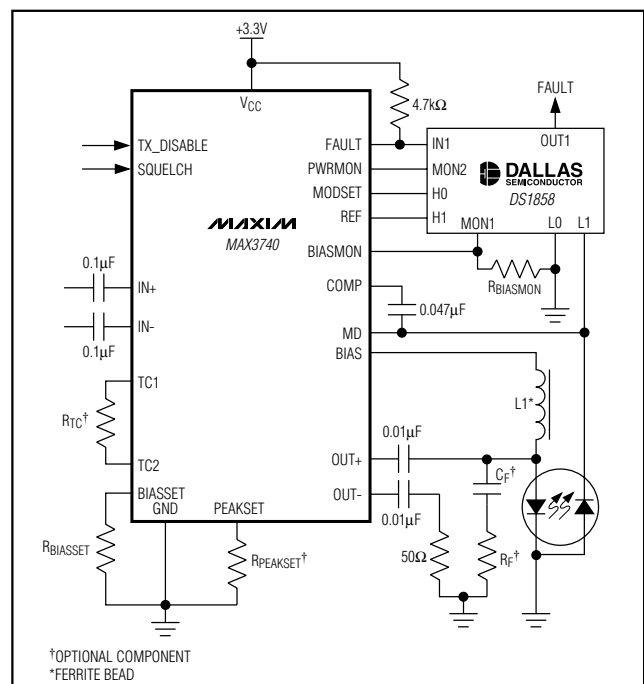 +3.3V
VCC
4.7kΩ
FAULT
TX_DISABLE
SQUELCH
FAULT
PWRMON
MODSET
REF
BIASMON
COMP
MD
BIAS
IN1
MON2
H0
H1
OUT1
DALLAS
SEMICONDUCTOR
DS1858
MON1
L0
L1
MAXIM
MAX3740
RBIASMON
0.047µF
0.1µF
IN+
IN-
0.1µF
TC1
RTC†
TC2
L1*
OUT+
0.01µF
CF†
OUT-
0.01µF
BIASSET
GND
PEAKSET
RBIASSET
RPEAKSET†
50Ω
RF†
†OPTIONAL COMPONENT
*FERRITE BEAD